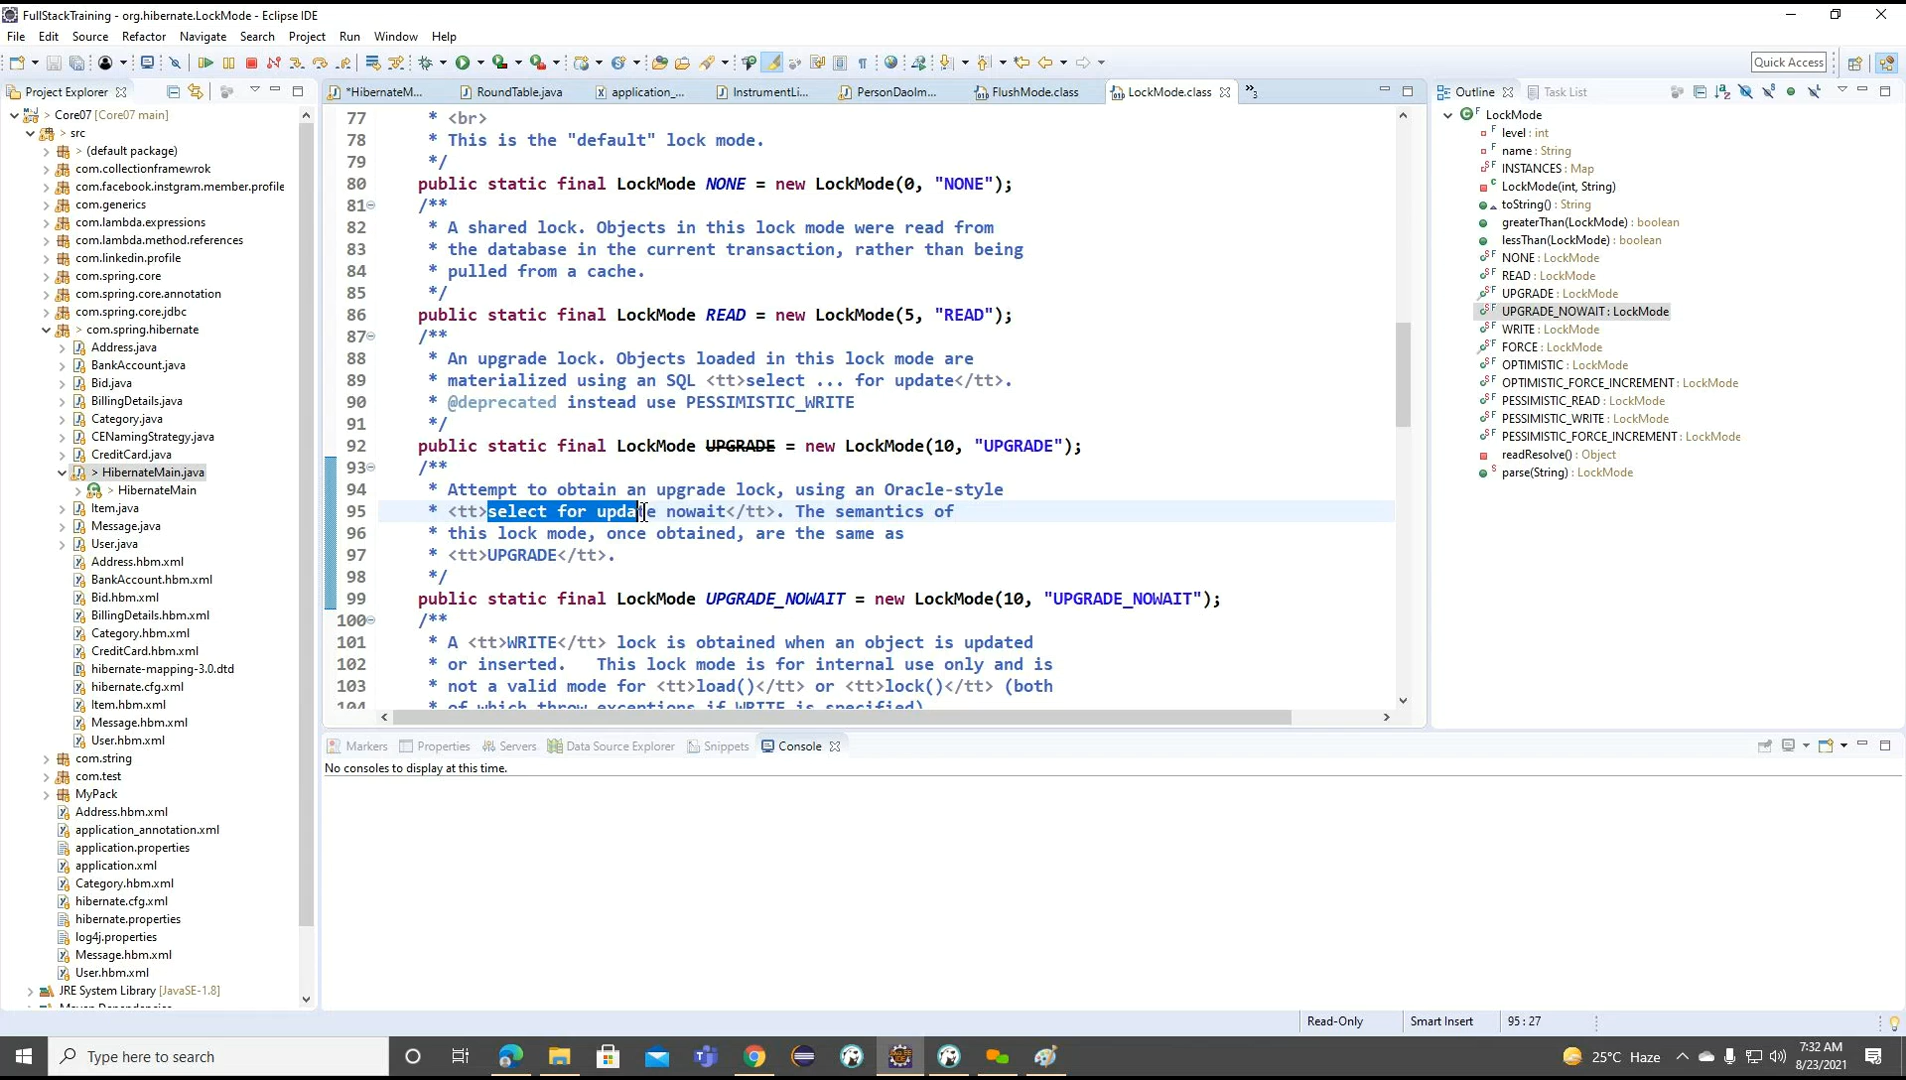 FullStackTraining - org.hibernate.LockMode - Eclipse IDE
File Edit Source Refactor Navigate Search Project Run Window Help
Quick Access
Project Explorer
> Core07 [Core07 main]
> src
> (default package)
com.collectionframewrok
com.facebook.instgram.member.profile
com.generics
com.lambda.expressions
com.lambda.method.references
com.linkedin.profile
com.spring.core
com.spring.core.annotation
com.spring.core.jdbc
> com.spring.hibernate
Address.java
BankAccount.java
Bid.java
BillingDetails.java
Category.java
CENamingStrategy.java
CreditCard.java
> HibernateMain.java
> HibernateMain
Item.java
Message.java
User.java
Address.hbm.xml
BankAccount.hbm.xml
Bid.hbm.xml
BillingDetails.hbm.xml
Category.hbm.xml
CreditCard.hbm.xml
hibernate-mapping-3.0.dtd
hibernate.cfg.xml
Item.hbm.xml
Message.hbm.xml
User.hbm.xml
com.string
com.test
MyPack
Address.hbm.xml
application_annotation.xml
application.properties
application.xml
Category.hbm.xml
hibernate.cfg.xml
hibernate.properties
log4j.properties
Message.hbm.xml
User.hbm.xml
JRE System Library [JavaSE-1.8]
*HibernateM... RoundTable.java application_... InstrumentLi... PersonDaoIm... FlushMode.class LockMode.class »3
77 * <br>
78 * This is the "default" lock mode.
79 */
80 public static final LockMode NONE = new LockMode(0, "NONE");
81 /**
82 * A shared lock. Objects in this lock mode were read from
83 * the database in the current transaction, rather than being
84 * pulled from a cache.
85 */
86 public static final LockMode READ = new LockMode(5, "READ");
87 /**
88 * An upgrade lock. Objects loaded in this lock mode are
89 * materialized using an SQL <tt>select ... for update</tt>.
90 * @deprecated instead use PESSIMISTIC_WRITE
91 */
92 public static final LockMode UPGRADE = new LockMode(10, "UPGRADE");
93 /**
94 * Attempt to obtain an upgrade lock, using an Oracle-style
95 * <tt>select for update nowait</tt>. The semantics of
96 * this lock mode, once obtained, are the same as
97 * <tt>UPGRADE</tt>.
98 */
99 public static final LockMode UPGRADE_NOWAIT = new LockMode(10, "UPGRADE_NOWAIT");
100 /**
101 * A <tt>WRITE</tt> lock is obtained when an object is updated
102 * or inserted.   This lock mode is for internal use only and is
103 * not a valid mode for <tt>load()</tt> or <tt>lock()</tt> (both
104 * of which throw exceptions if WRITE is specified)
Outline Task List
LockMode
level : int
name : String
INSTANCES : Map
LockMode(int, String)
toString() : String
greaterThan(LockMode) : boolean
lessThan(LockMode) : boolean
NONE : LockMode
READ : LockMode
UPGRADE : LockMode
UPGRADE_NOWAIT : LockMode
WRITE : LockMode
FORCE : LockMode
OPTIMISTIC : LockMode
OPTIMISTIC_FORCE_INCREMENT : LockMode
PESSIMISTIC_READ : LockMode
PESSIMISTIC_WRITE : LockMode
PESSIMISTIC_FORCE_INCREMENT : LockMode
readResolve() : Object
parse(String) : LockMode
Markers Properties Servers Data Source Explorer Snippets Console
No consoles to display at this time.
Read-Only Smart Insert 95 : 27
Type here to search
25°C Haze
7:32 AM
8/23/2021